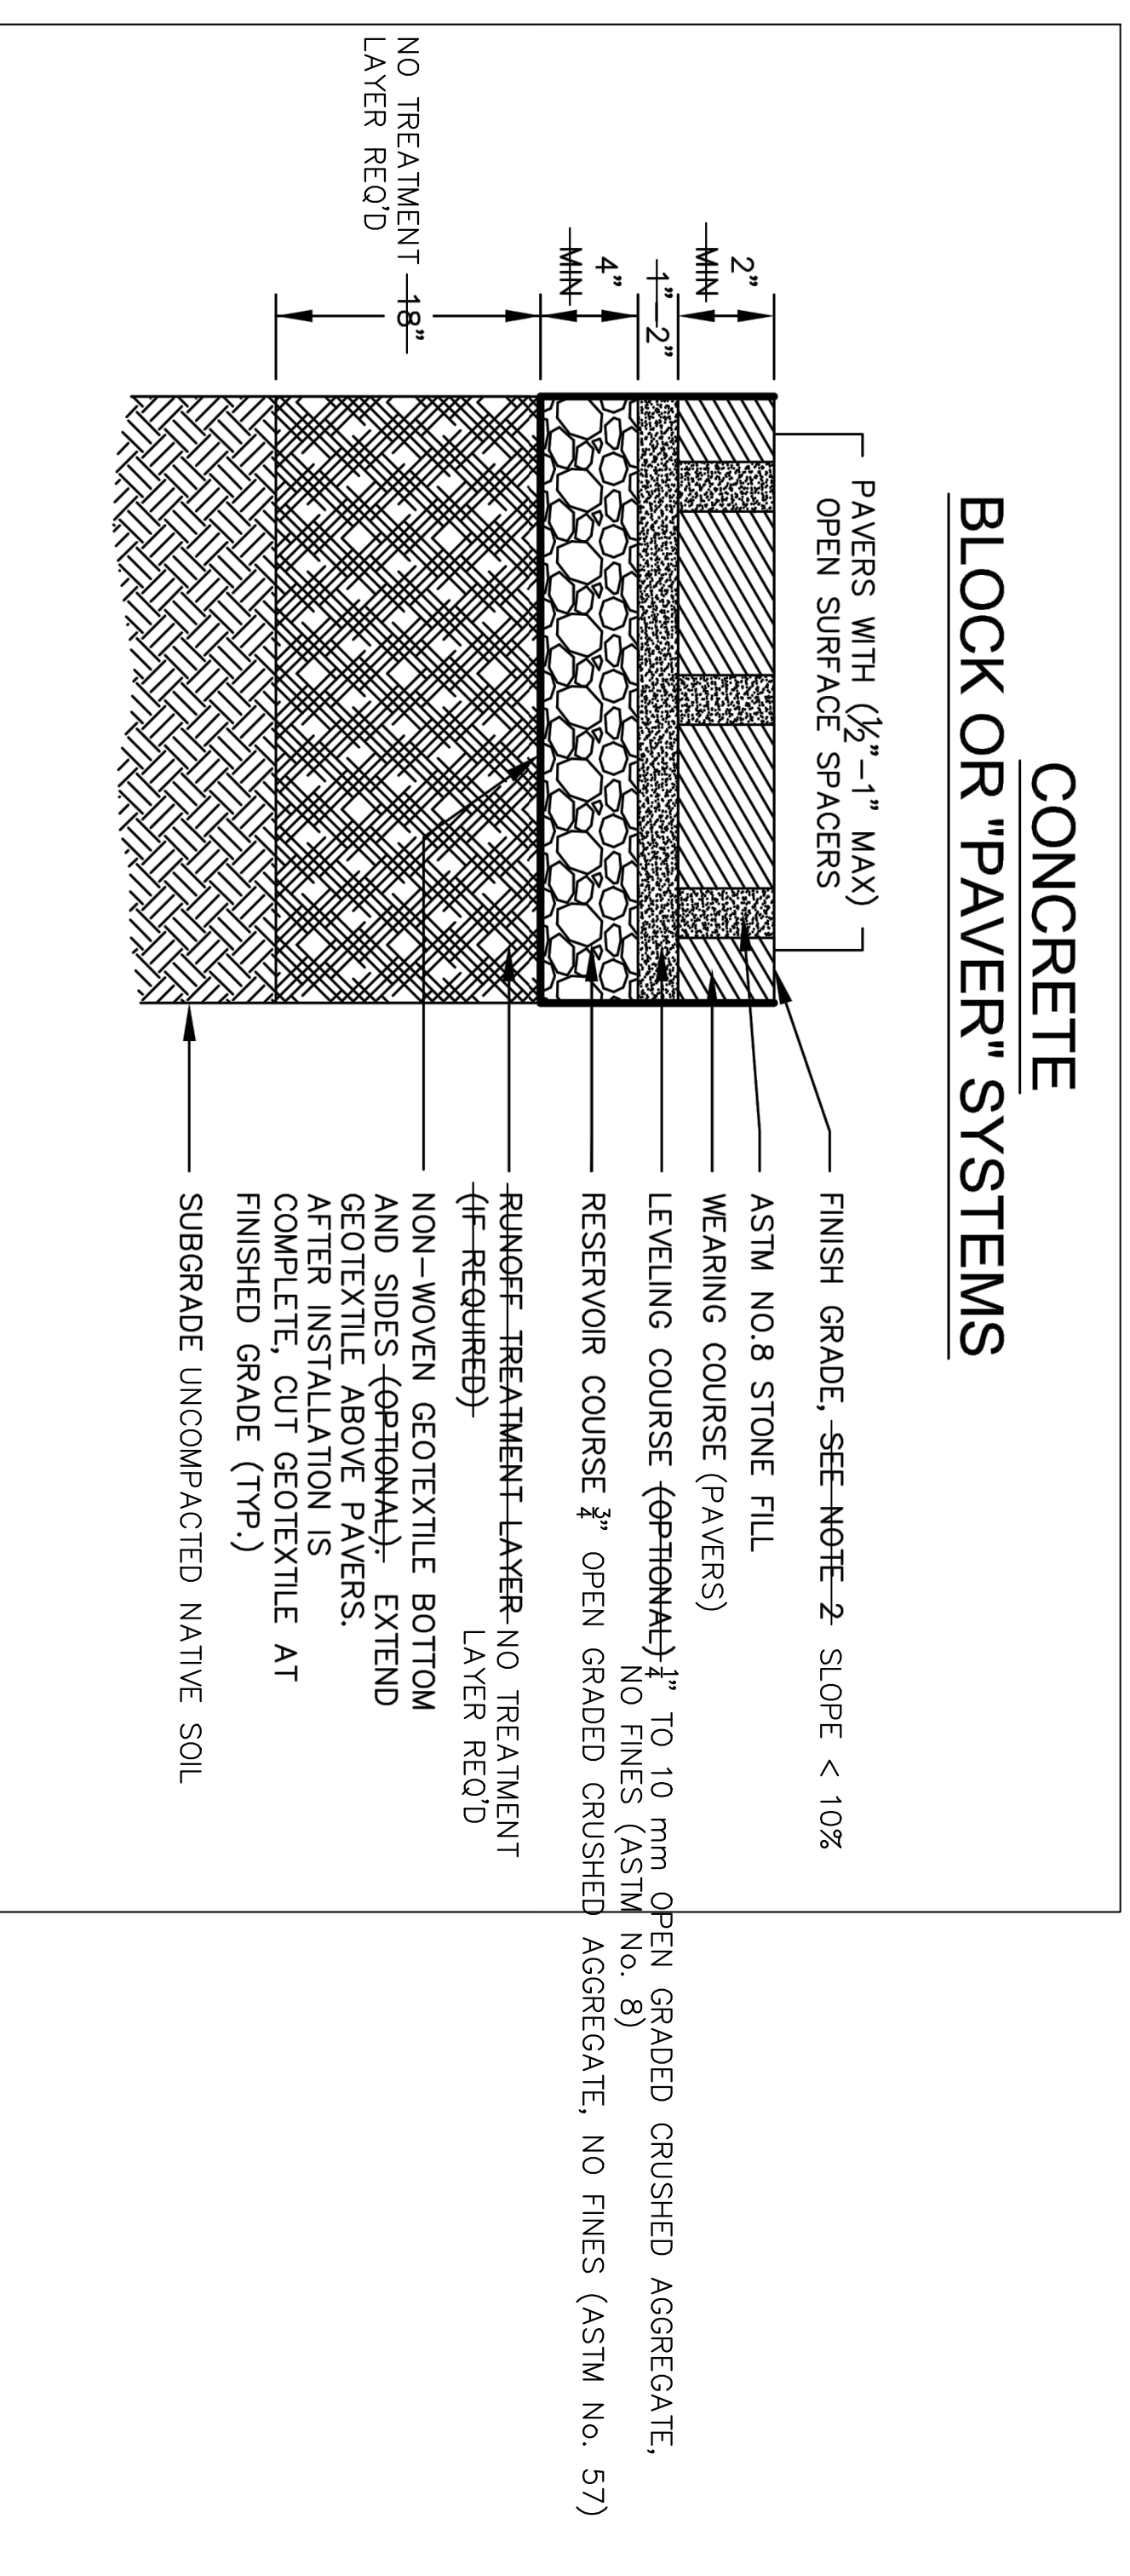 CONCRETE
BLOCK OR "PAVER" SYSTEMS
PAVERS WITH (½"-1" MAX)
OPEN SURFACE SPACERS
2"
MIN
1"-2"
4"
MIN
18"
NO TREATMENT
LAYER REQ'D
FINISH GRADE, SEE NOTE 2 SLOPE < 10%
ASTM NO.8 STONE FILL
WEARING COURSE (PAVERS)
LEVELING COURSE (OPTIONAL) ¼" TO 10 mm OPEN GRADED CRUSHED AGGREGATE,
NO FINES (ASTM No. 8)
RESERVOIR COURSE ¾" OPEN GRADED CRUSHED AGGREGATE, NO FINES (ASTM No. 57)
RUNOFF TREATMENT LAYER NO TREATMENT
(IF REQUIRED) LAYER REQ'D
NON-WOVEN GEOTEXTILE BOTTOM
AND SIDES (OPTIONAL). EXTEND
GEOTEXTILE ABOVE PAVERS.
AFTER INSTALLATION IS
COMPLETE, CUT GEOTEXTILE AT
FINISHED GRADE (TYP.)
SUBGRADE UNCOMPACTED NATIVE SOIL